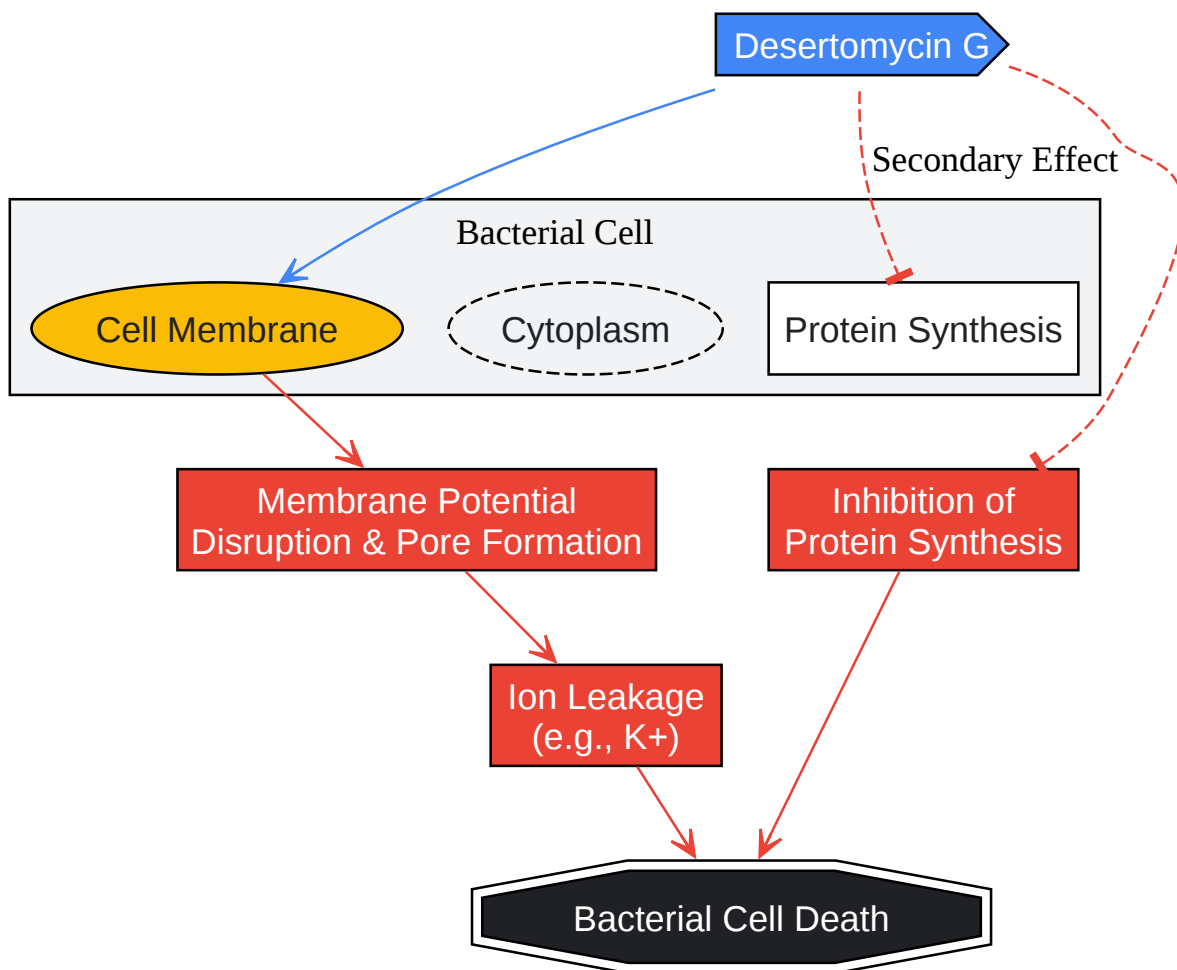 Desertomycin G
Secondary Effect
Bacterial Cell
Cell Membrane
Cytoplasm
Protein Synthesis
Membrane Potential
Disruption & Pore Formation
Inhibition of
Protein Synthesis
Ion Leakage
(e.g., K+)
Bacterial Cell Death